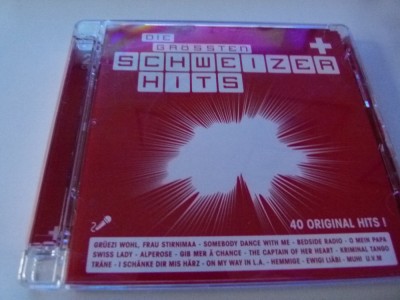 DIE
GRÖSSTEN
SCHWEIZER
HITS
40 ORIGINAL HITS !
GRÜEZI WOHL, FRAU STIRNIMAA - SOMEBODY DANCE WITH ME - BEDSIDE RADIO - O MEIN PAPA
SWISS LADY - ALPEROSE - GIB MER Ä CHANCE - THE CAPTAIN OF HER HEART - KRIMINAL TANGO
TRÄNE - I SCHÄNKE DIR MIS HÄRZ - ON MY WAY IN L.A. - HEMMIGE - EWIGI LIÄBI - MUHI U.V.M